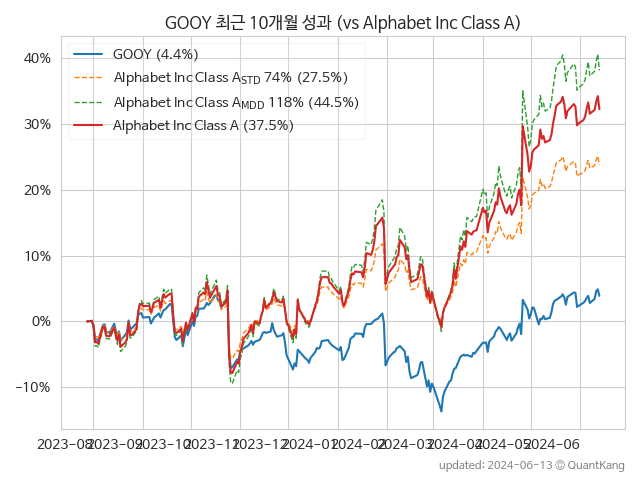 GOOY 최근 10개월 성과 (vs Alphabet Inc Class A)
GOOY (4.4%)
Alphabet Inc Class A_STD 74% (27.5%)
Alphabet Inc Class A_MDD 118% (44.5%)
Alphabet Inc Class A (37.5%)
40%
30%
20%
10%
0%
−10%
2023-08 2023-09 2023-10 2023-11 2023-12 2024-01 2024-02 2024-03 2024-04 2024-05 2024-06
updated: 2024-06-13 © QuantKang